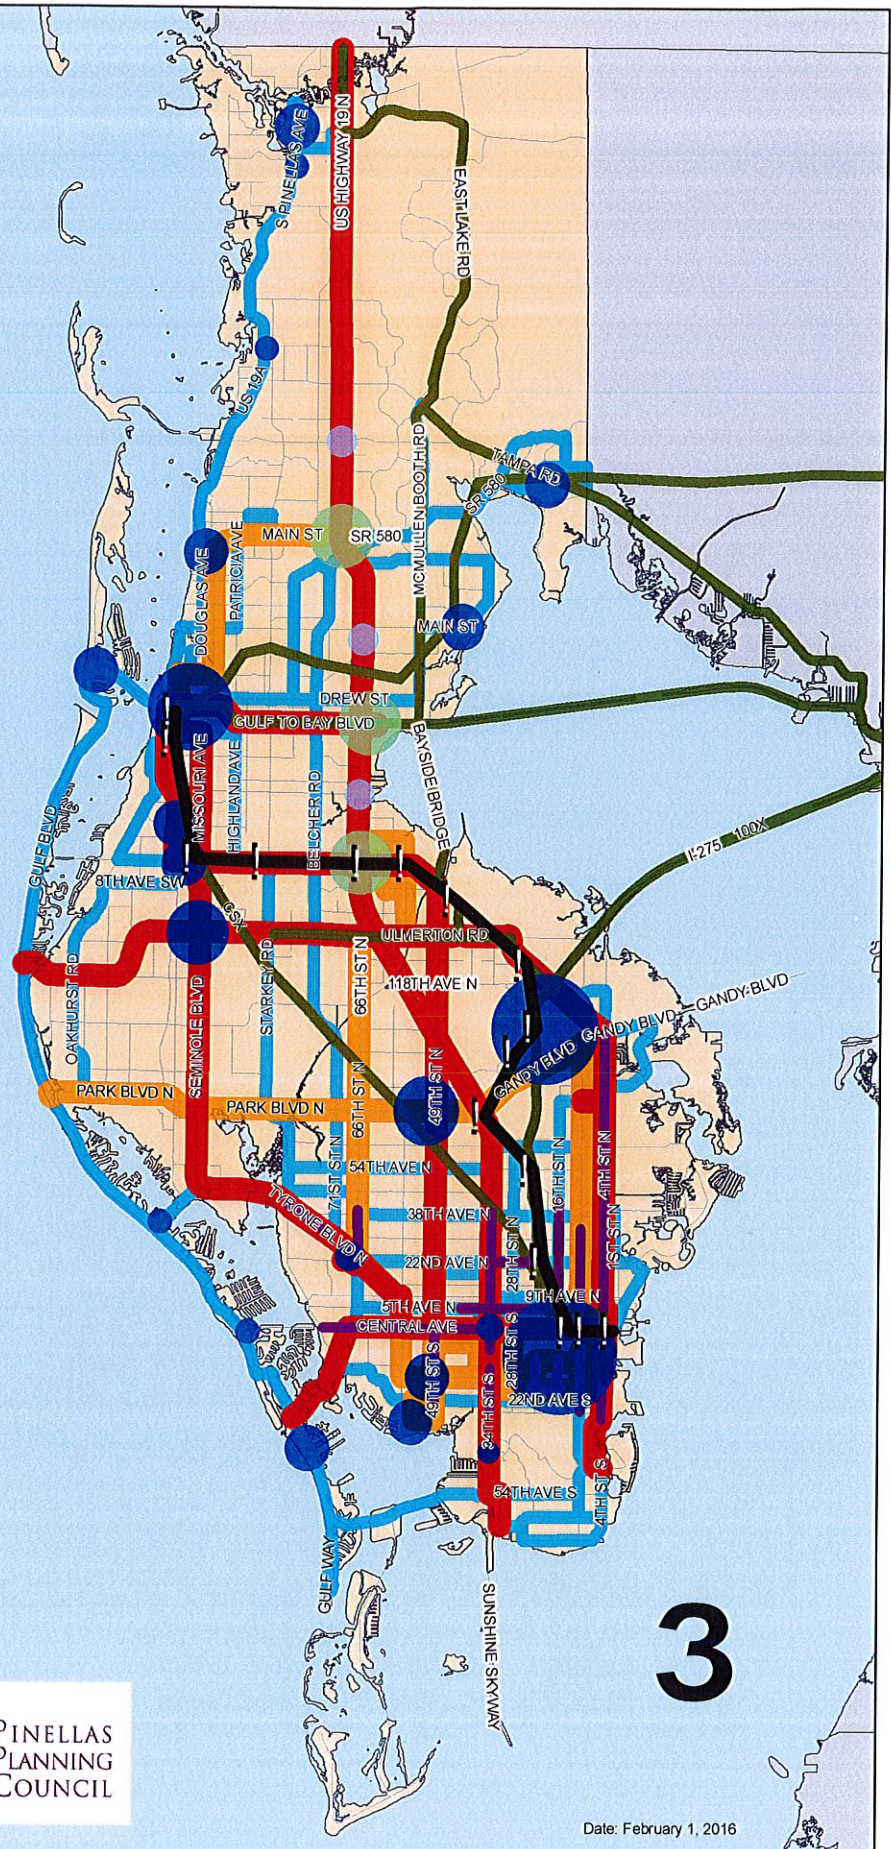 S PINELLAS AVE
US HIGHWAY 19 N
EAST LAKE RD
US 19A
MCMULLEN BOOTH RD
TAMPA RD
SR 580
MAIN ST
SR 580
PATRICIA AVE
DOUGLAS AVE
MAIN ST
DREW ST
GULF TO BAY BLVD
BAYSIDE BRIDGE
MISSOURI AVE
HIGHLAND AVE
BELCHER RD
GULF BLVD
I-275 100X
8TH AVE SW
CSX
ULMERTON RD
OAKHURST RD
STARKEY RD
66TH ST N
118TH AVE N
SEMINOLE BLVD
GANDY BLVD
GANDY BLVD
GANDY BLVD
PARK BLVD N
PARK BLVD N
66TH ST N
49TH ST N
71ST ST N
54TH AVE N
16TH ST N
4TH ST N
1ST ST N
TYRONE BLVD N
38TH AVE N
28TH ST N
22ND AVE N
9TH AVE N
5TH AVE N
CENTRAL AVE
28TH ST S
49TH ST S
34TH ST S
22ND AVE S
54TH AVE S
4TH ST S
GULF WAY
SUNSHINE SKYWAY
3
PINELLAS
PLANNING
COUNCIL
Date: February 1, 2016